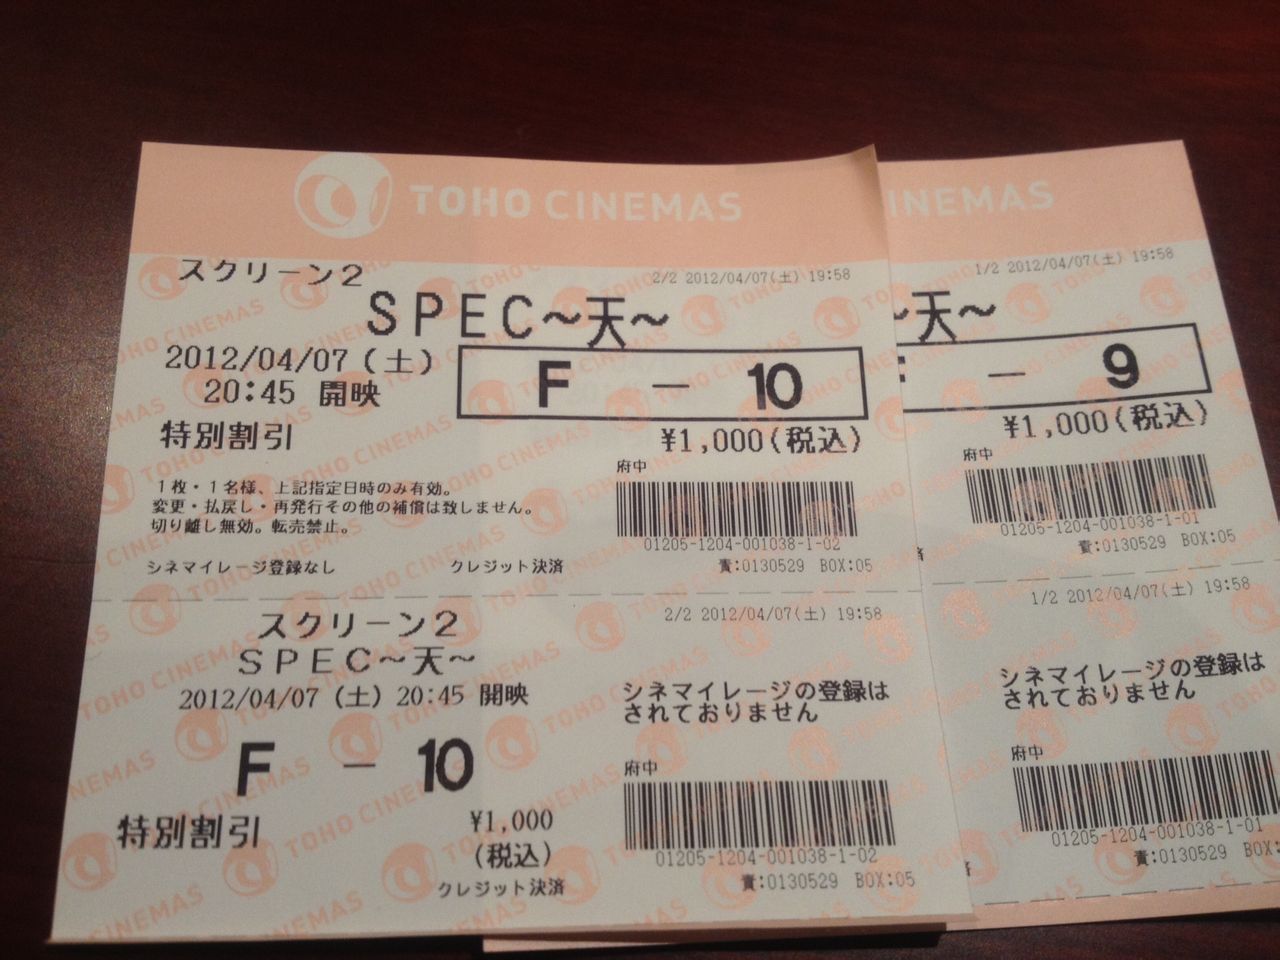 TOHO CINEMAS
スクリーン2
2/2 2012/04/07(土) 19:58
SPEC～天～
2012/04/07(土)
20:45 開映
F - 10
特別割引
¥1,000(税込)
府中
1枚・1名様、上記指定日時のみ有効。
変更・払戻し・再発行その他の補償は致しません。
切り離し無効。転売禁止。
01205-1204-001038-1-02
シネマイレージ登録なし
クレジット決済
責:0130529 BOX:05
スクリーン2
2/2 2012/04/07(土) 19:58
SPEC～天～
2012/04/07(土) 20:45 開映
シネマイレージの登録は
されておりません
F - 10
府中
特別割引
¥1,000
(税込)
01205-1204-001038-1-02
クレジット決済
責:0130529 BOX:05
INEMAS
1/2 2012/04/07(土) 19:58
～天～
- 9
¥1,000(税込)
府中
01205-1204-001038-1-01
責:0130529 BOX:05
1/2 2012/04/07(土) 19:58
シネマイレージの登録は
されておりません
府中
01205-1204-001038-1-01
責:0130529 BOX: